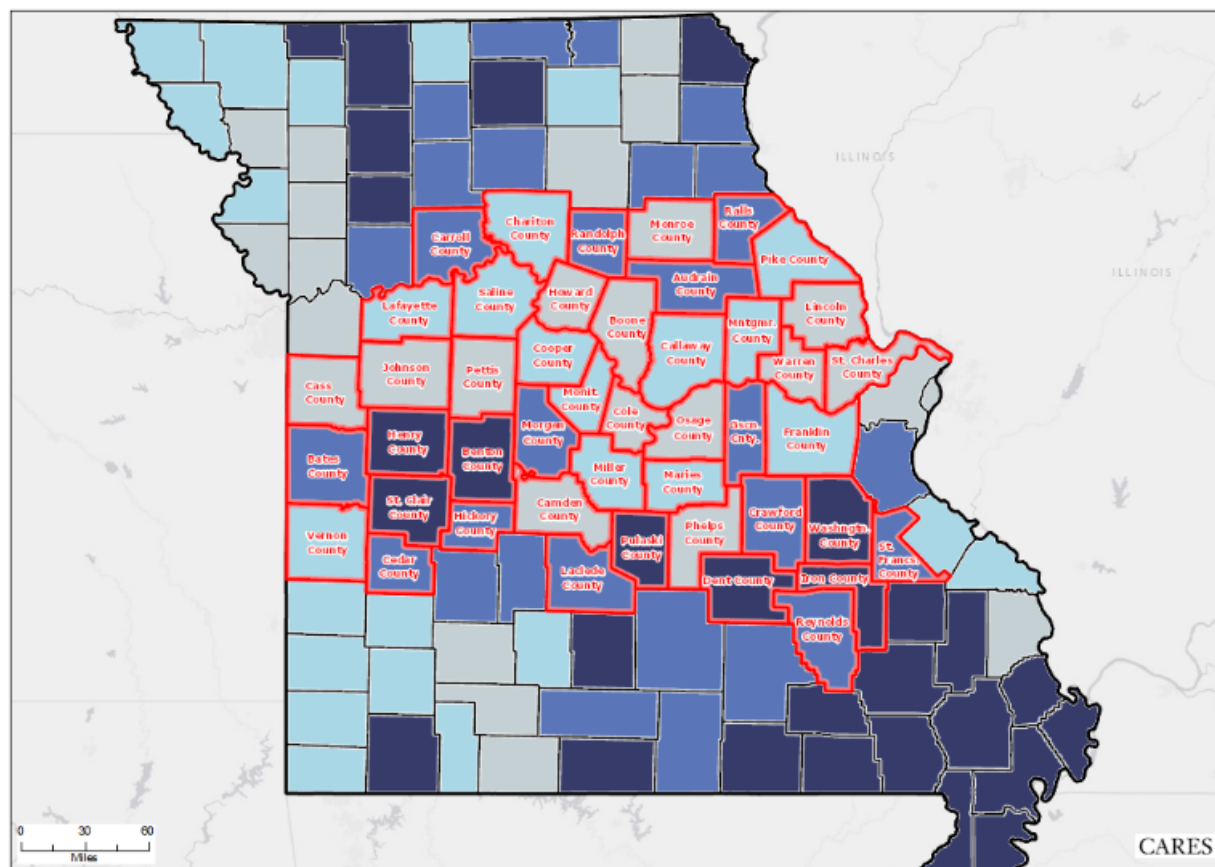 ILLINOIS
Chariton
County
Ralls
County
Carroll
County
Randolph
County
Monroe
County
Pike County
ILLINOIS
Audrain
County
Lafayette
County
Saline
County
Howard
County
Boone
County
Lincoln
County
Mntgmr.
County
Callaway
County
Cooper
County
Warren
County
St. Charles
County
Johnson
County
Pettis
County
Cass
County
Monit.
County
Cole
County
Osage
County
Gscn.
Cnty.
Franklin
County
Morgan
County
Henry
County
Benton
County
Bates
County
Miller
County
Maries
County
St. Clair
County
Camden
County
Hickory
County
Crawford
County
Washngtn.
County
Phelps
County
Vernon
County
Pulaski
County
St.
Francs.
County
Cedar
County
Laclede
County
Dent County
Iron County
Reynolds
County
0 30 60
Miles
CARES